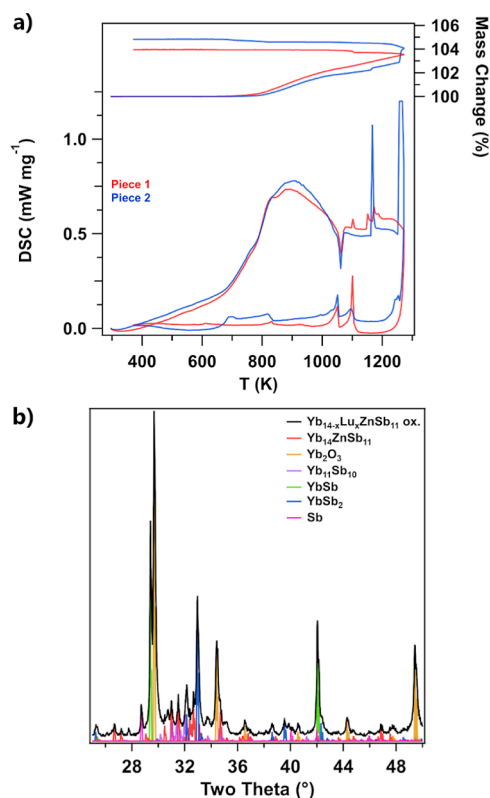 a)
106
104
102
100
Mass Change (%)
1.0
0.5
0.0
DSC (mW mg⁻¹)
Piece 1
Piece 2
400 600 800 1000 1200
T (K)
b)
Yb₁₄₋ₓLuₓZnSb₁₁ ox.
Yb₁₄ZnSb₁₁
Yb₂O₃
Yb₁₁Sb₁₀
YbSb
YbSb₂
Sb
28 32 36 40 44 48
Two Theta (°)